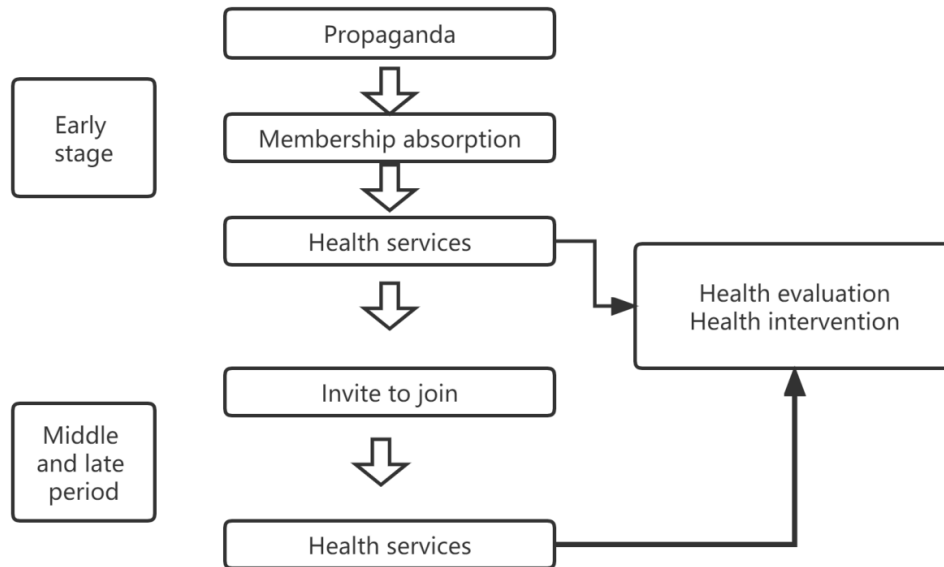 Propaganda
Early
stage
Membership absorption
Health services
Health evaluation
Health intervention
Invite to join
Middle
and late
period
Health services